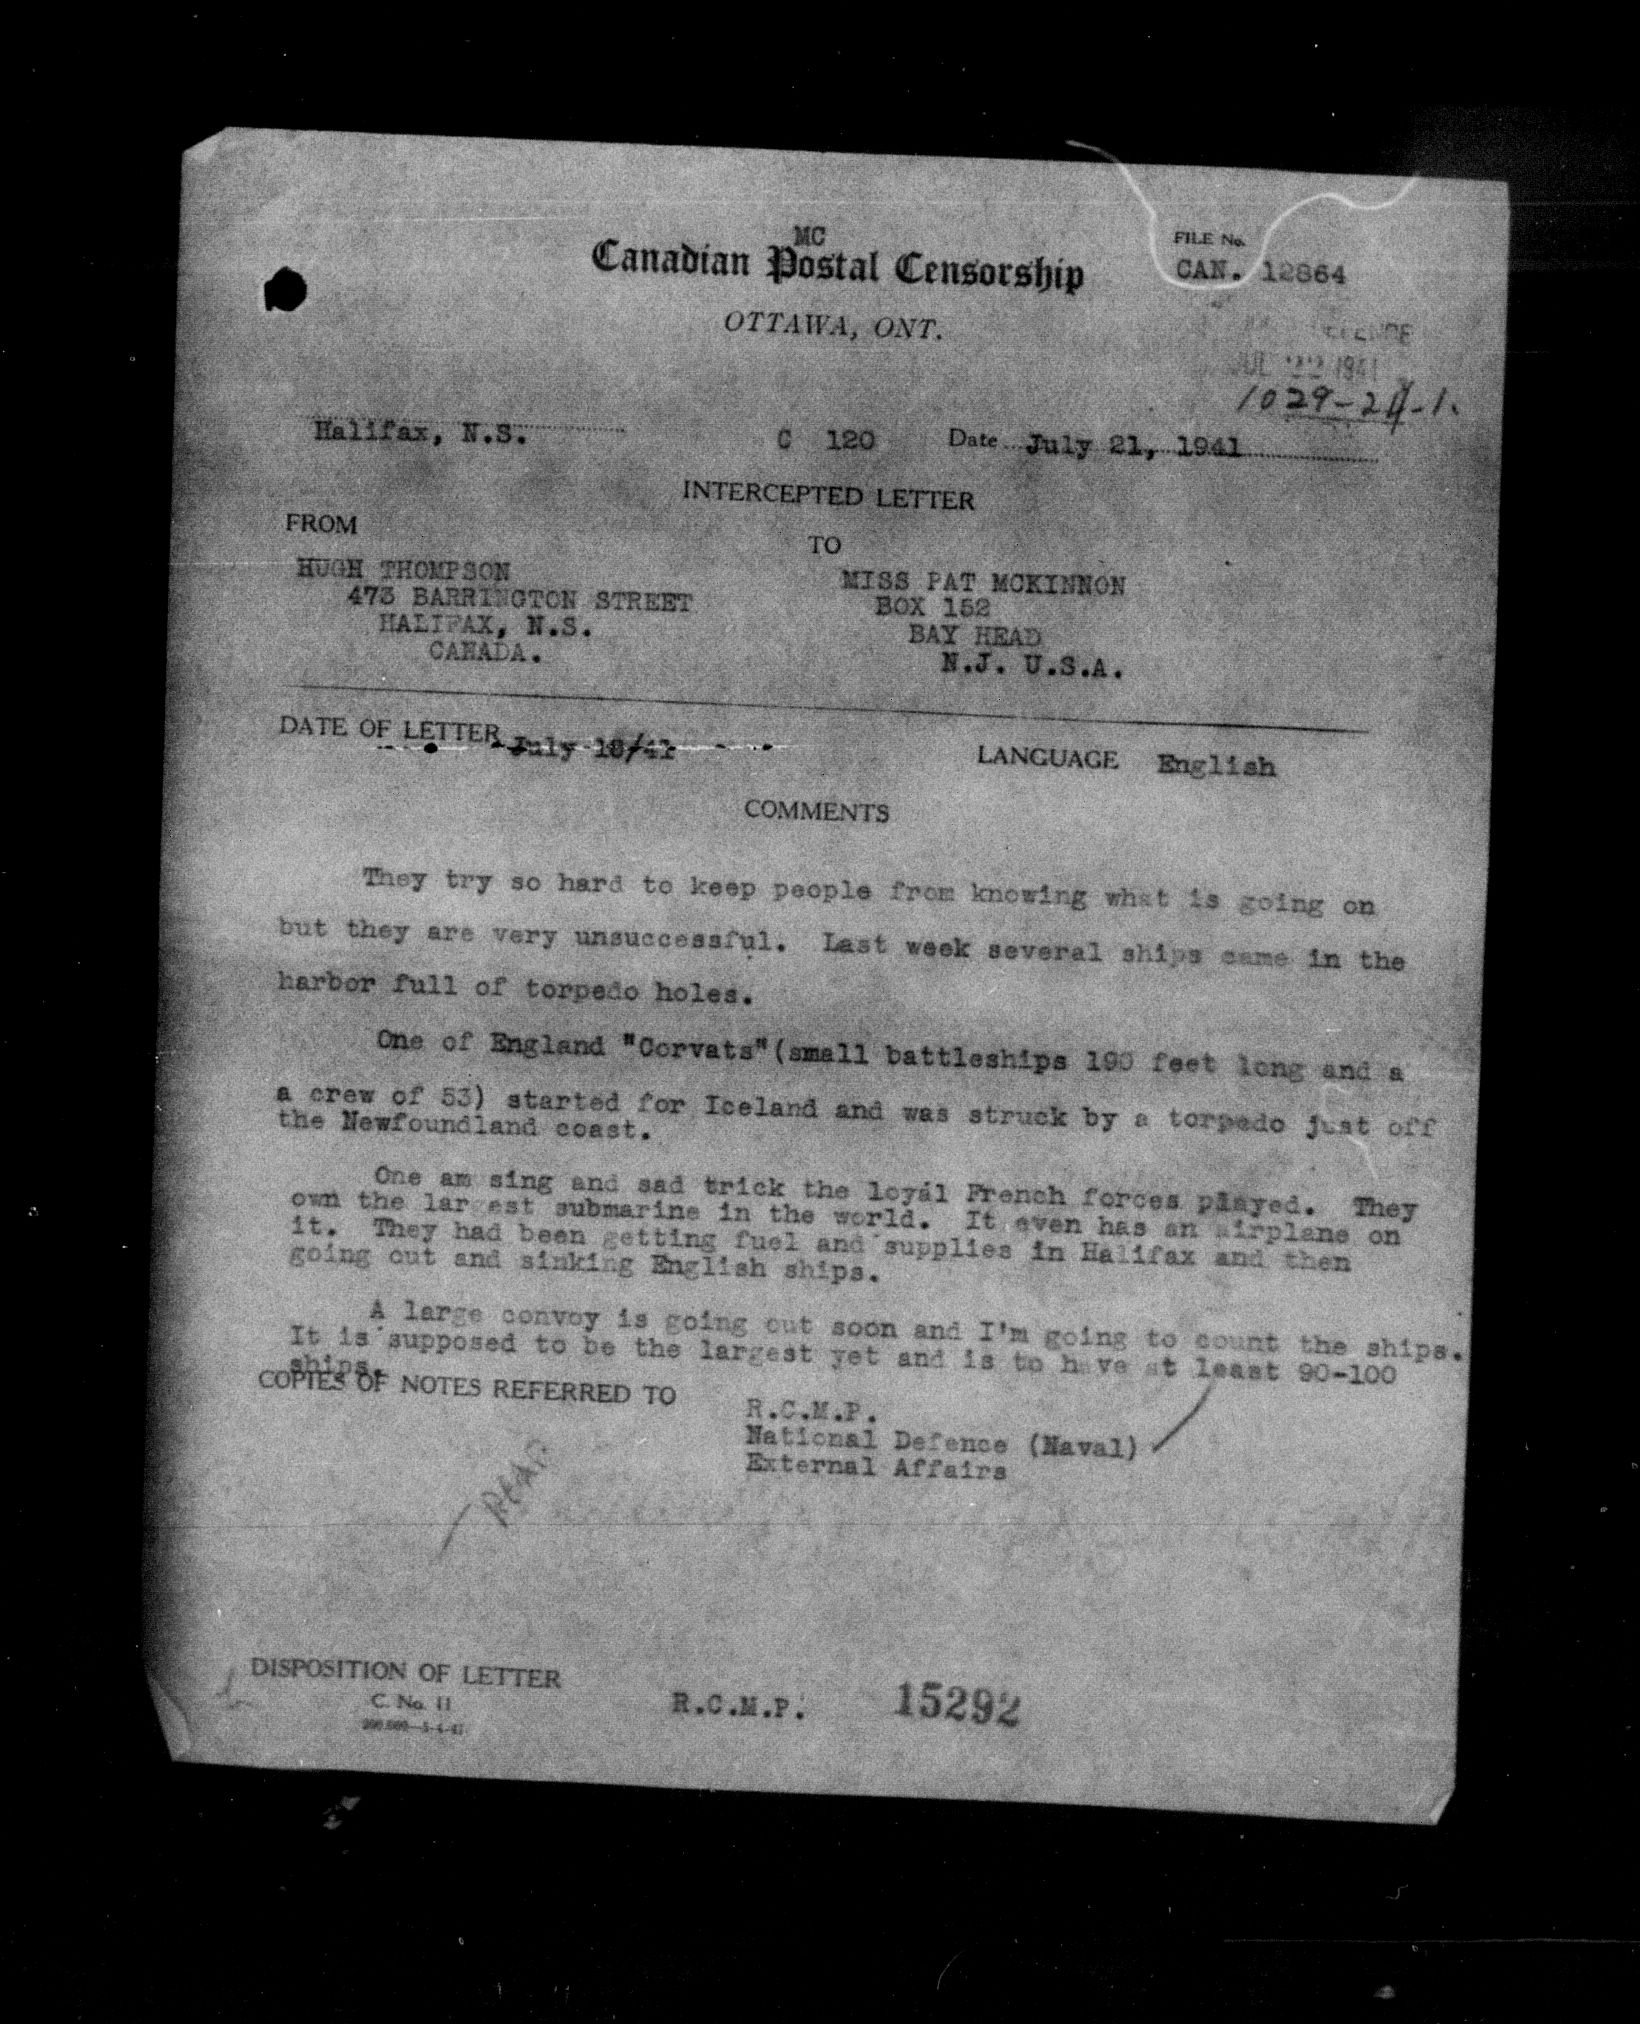 MC
Canadian Postal Censorship
OTTAWA, ONT.
FILE No.
CAN. 12864
JUL 22 1941
1029-24-1.
Halifax, N.S. C 120 Date July 21, 1941
INTERCEPTED LETTER
FROM
TO
HUGH THOMPSON
473 BARRINGTON STREET
HALIFAX, N.S.
CANADA.
MISS PAT MCKINNON
BOX 152
BAY HEAD
N.J. U.S.A.
DATE OF LETTER July 18/41
LANGUAGE English
COMMENTS
They try so hard to keep people from knowing what is going on
but they are very unsuccessful. Last week several ships came in the
harbor full of torpedo holes.
One of England "Corvats"(small battleships 190 feet long and a
a crew of 53) started for Iceland and was struck by a torpedo just off
the Newfoundland coast.
One am sing and sad trick the loyal French forces played. They
own the largest submarine in the world. It even has an airplane on
it. They had been getting fuel and supplies in Halifax and then
going out and sinking English ships.
A large convoy is going out soon and I'm going to count the ships.
It is supposed to be the largest yet and is to have at least 90-100
ships.
COPIES OF NOTES REFERRED TO
R.C.M.P.
National Defence (Naval)
External Affairs
DISPOSITION OF LETTER
C. No. 11
R.C.M.P. 15292